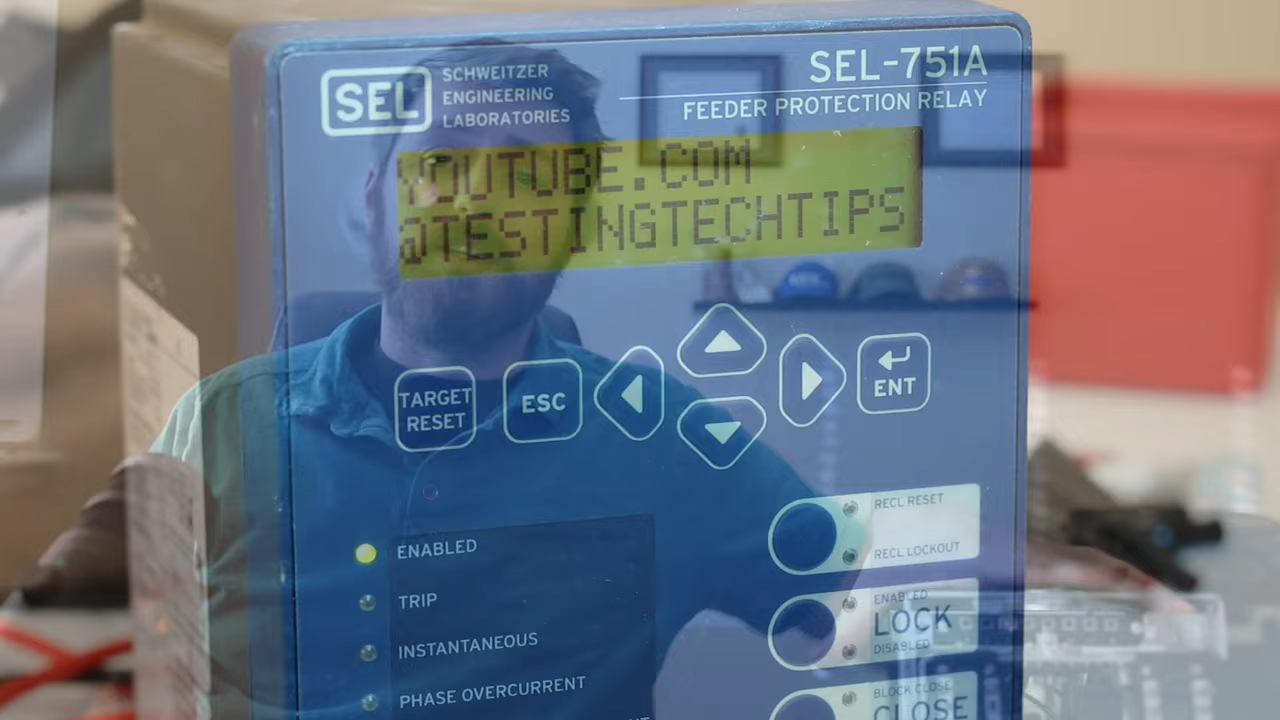 SEL
SCHWEITZER
ENGINEERING
LABORATORIES
SEL-751A
FEEDER PROTECTION RELAY
YOUTUBE.COM
@TESTINGTECHTIPS
TARGET
RESET
ESC
ENT
ENABLED
TRIP
INSTANTANEOUS
PHASE OVERCURRENT
RECL RESET
RECL LOCKOUT
ENABLED
LOCK
DISABLED
BLOCK CLOSE
CLOSE